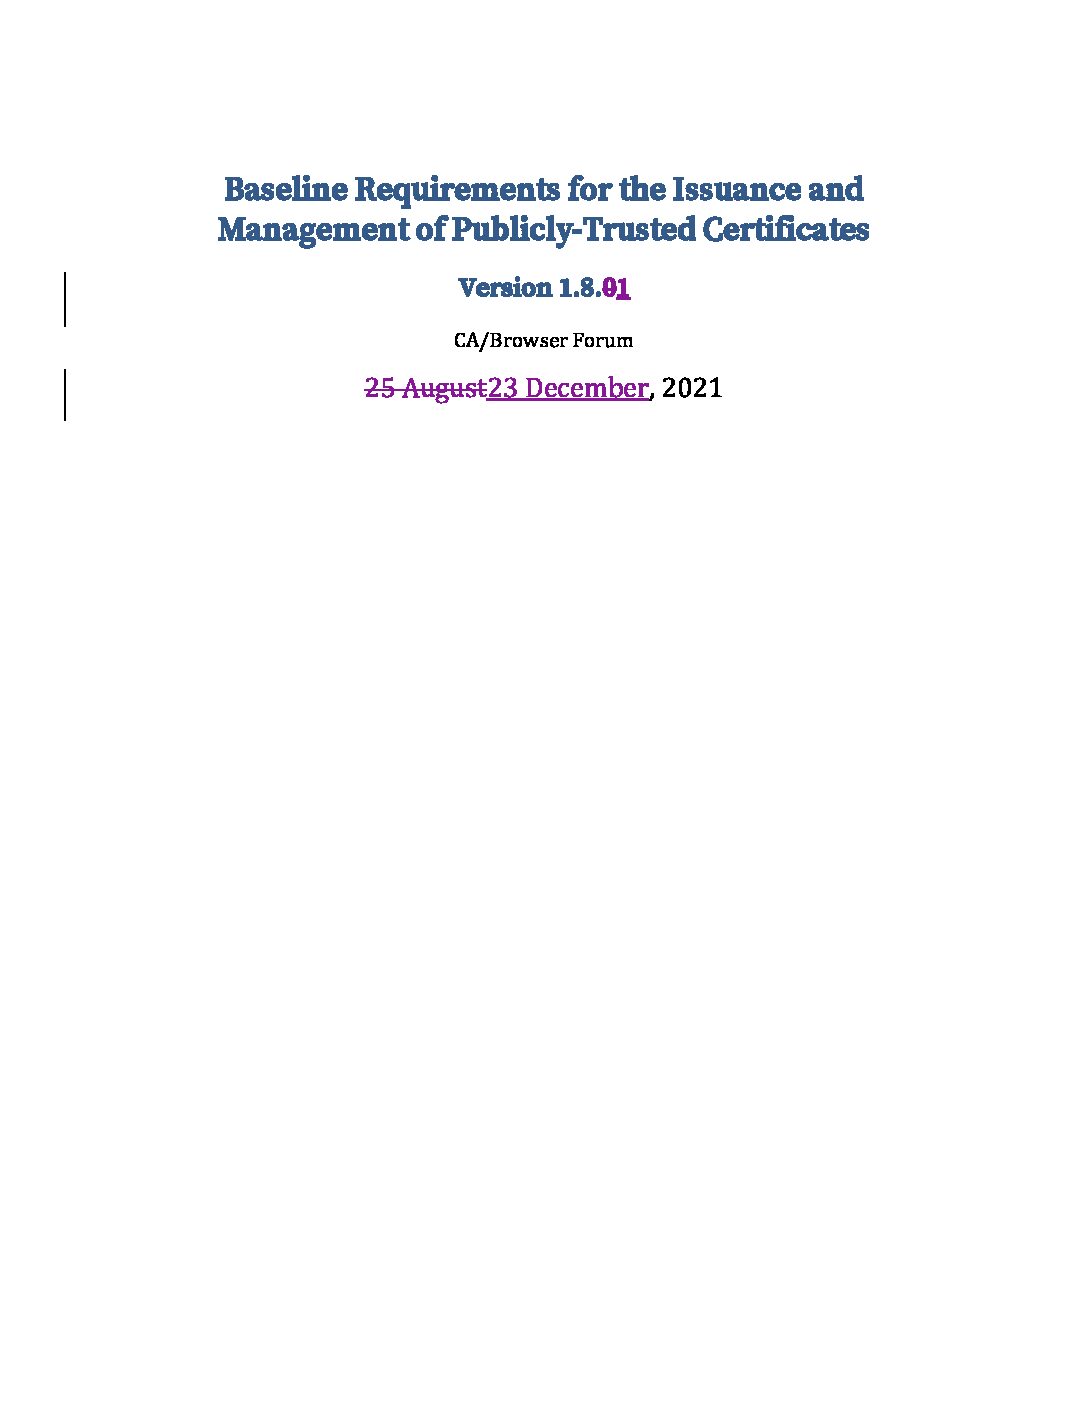 Baseline Requirements for the Issuance and
Management of Publicly-Trusted Certificates
Version 1.8.01
CA/Browser Forum
25 August23 December, 2021